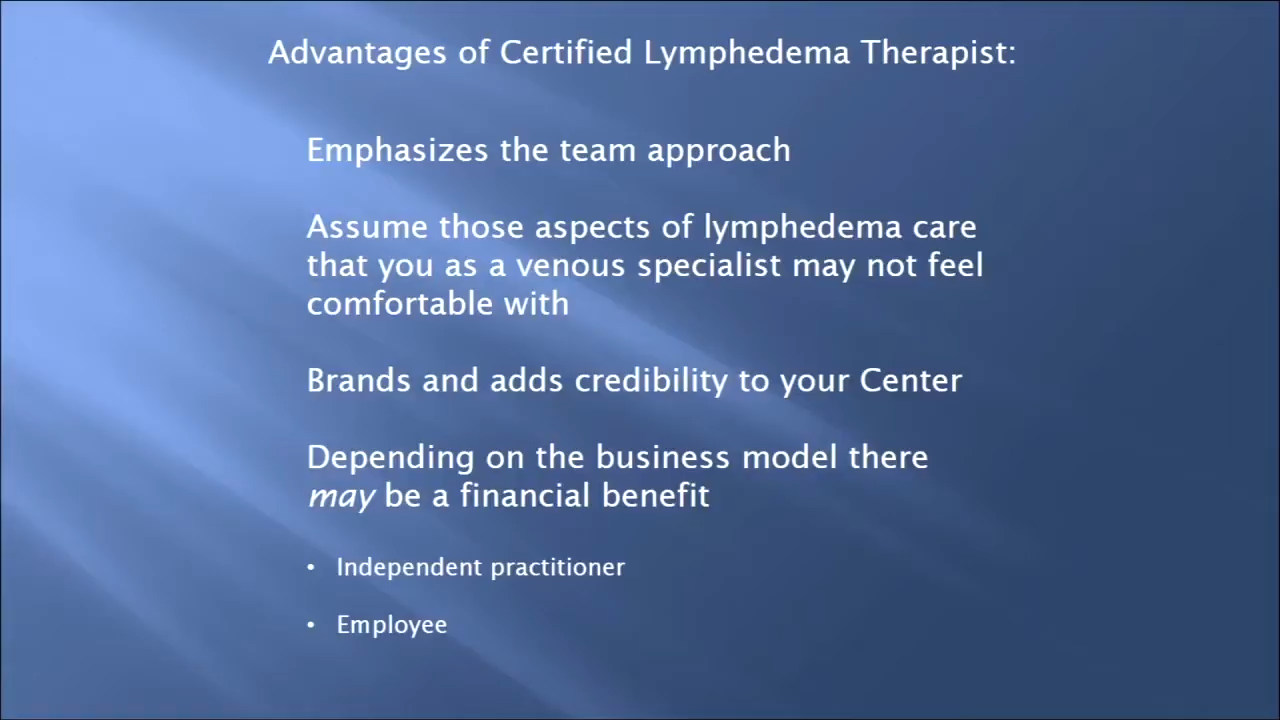 Advantages of Certified Lymphedema Therapist:
Emphasizes the team approach
Assume those aspects of lymphedema care
that you as a venous specialist may not feel
comfortable with
Brands and adds credibility to your Center
Depending on the business model there
may be a financial benefit
• Independent practitioner
• Employee